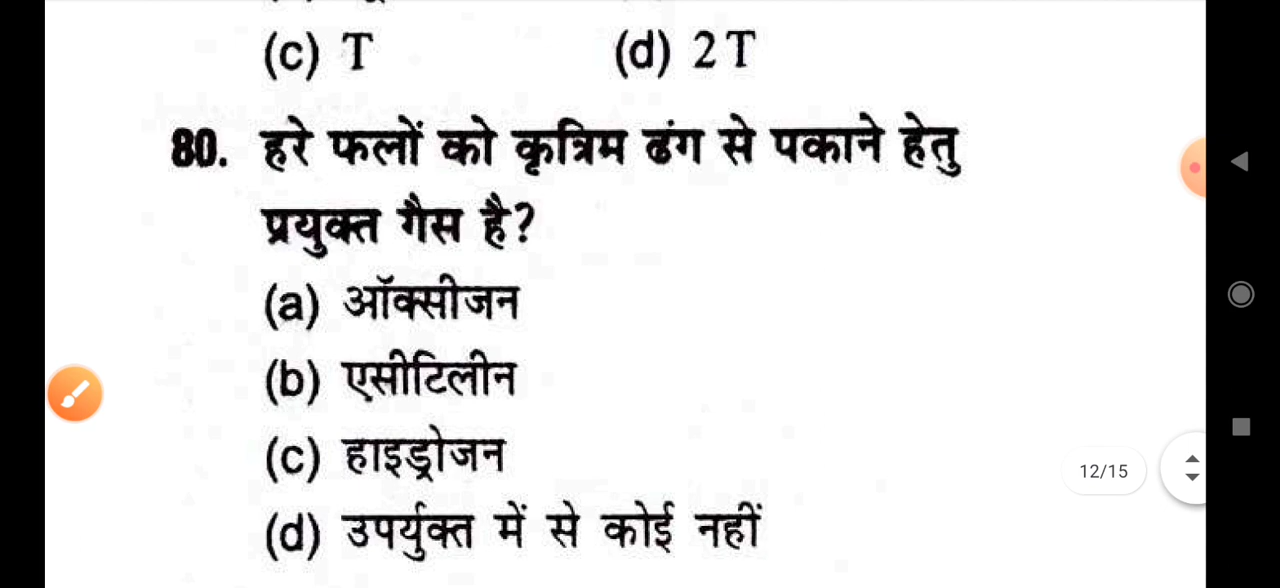 (c) T (d) 2T
80. हरे फलों को कृत्रिम ढंग से पकाने हेतु
प्रयुक्त गैस है?
(a) ऑक्सीजन
(b) एसीटिलीन
(c) हाइड्रोजन
12/15
(d) उपर्युक्त में से कोई नहीं